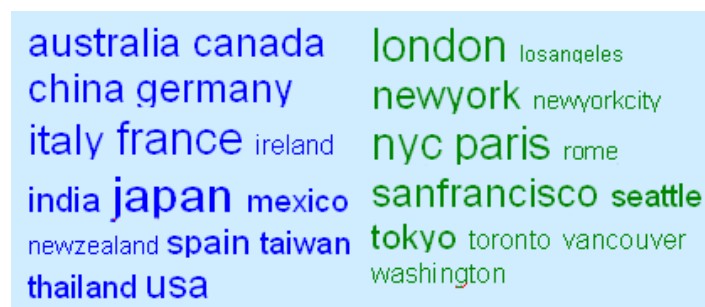 australia canada
china germany
italy france ireland
india japan mexico
newzealand spain taiwan
thailand usa
london losangeles
newyork newyorkcity
nyc paris rome
sanfrancisco seattle
tokyo toronto vancouver
washington